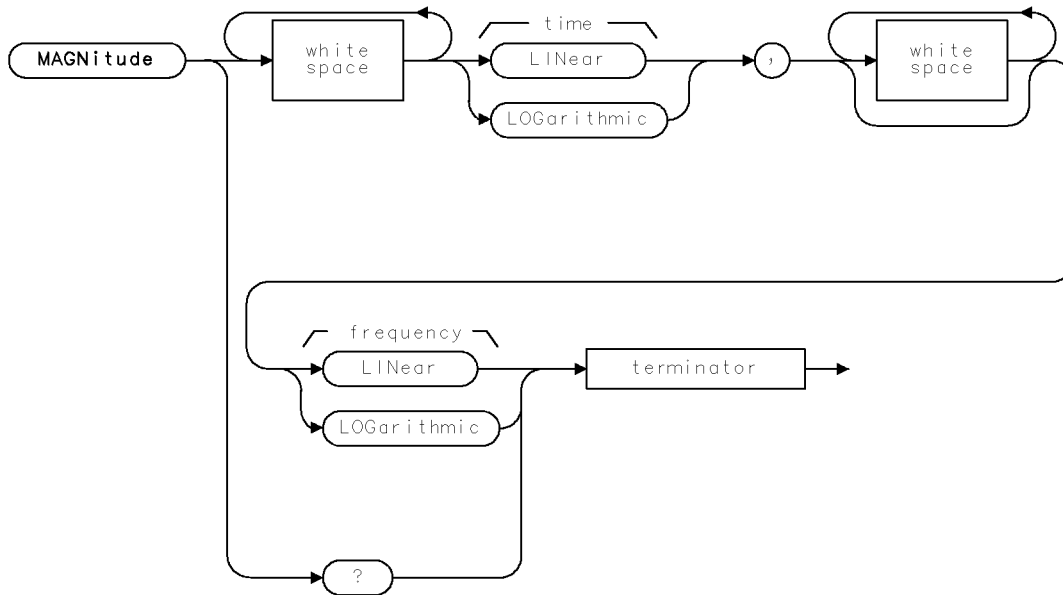 time
MAGNitude
white
space
LINear
,
white
space
LOGarithmic
frequency
LINear
terminator
LOGarithmic
?